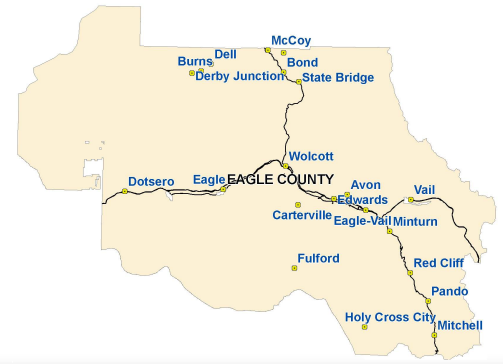 McCoy
Dell
Burns
Bond
Derby Junction
State Bridge
Wolcott
Eagle
EAGLE COUNTY
Dotsero
Avon
Vail
Edwards
Carterville
Eagle-Vail
Minturn
Fulford
Red Cliff
Pando
Holy Cross City
Mitchell